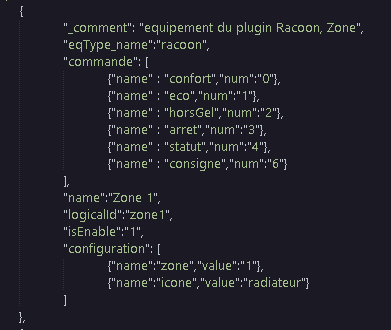 {
"_comment": "equipement du plugin Racoon, Zone",
"eqType_name":"racoon",
"commande": [
{"name" : "confort","num":"0"},
{"name" : "eco","num":"1"},
{"name" : "horsGel","num":"2"},
{"name" : "arret","num":"3"},
{"name" : "statut","num":"4"},
{"name" : "consigne","num":"6"}
],
"name":"Zone 1",
"logicalId":"zone1",
"isEnable":"1",
"configuration": [
{"name":"zone","value":"1"},
{"name":"icone","value":"radiateur"}
]
},